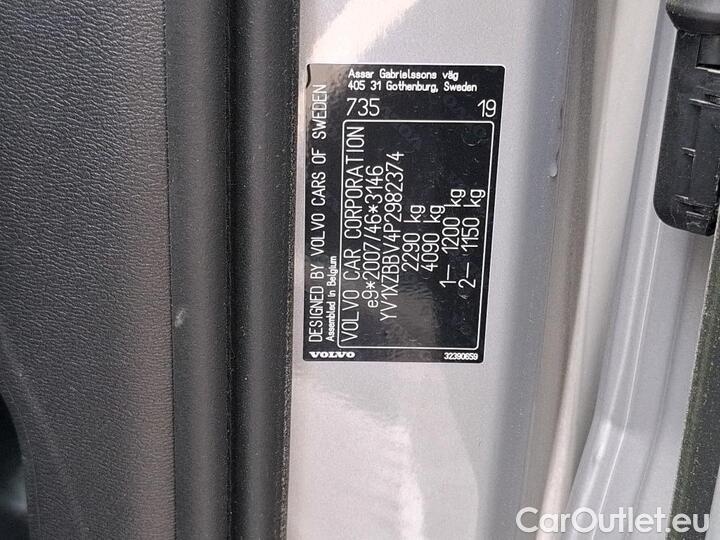 Assar Gabrielssons väg
405 31 Gothenburg, Sweden
735 19
DESIGNED BY VOLVO CARS OF SWEDEN
Assembled in Belgium
VOLVO CAR CORPORATION
e9*2007/46*3146
YV1XZBBV4P2982374
2290 kg
4090 kg
1— 1200 kg
2— 1150 kg
VOLVO
32390659
CarOutlet.eu